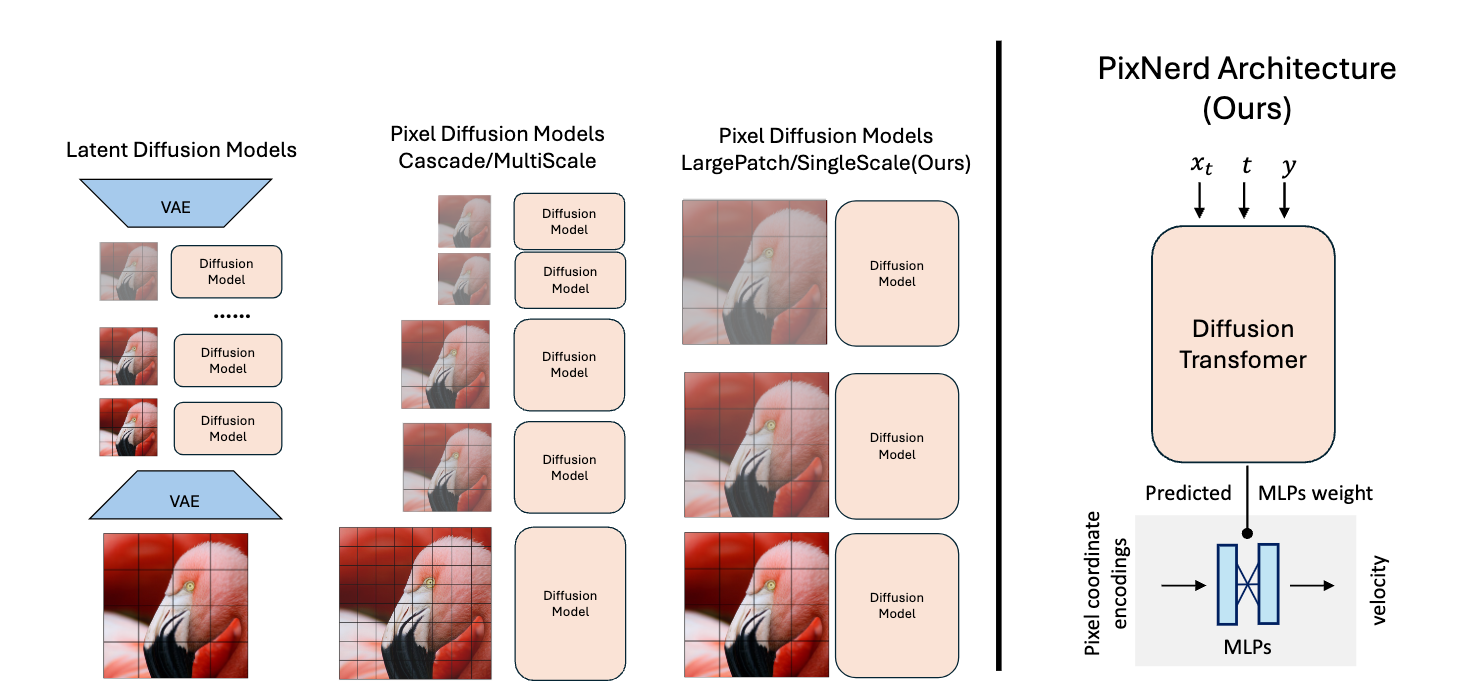 Latent Diffusion Models
VAE
Diffusion
Model
......
Diffusion
Model
Diffusion
Model
VAE
Pixel Diffusion Models
Cascade/MultiScale
Diffusion
Model
Diffusion
Model
Diffusion
Model
Diffusion
Model
Diffusion
Model
Pixel Diffusion Models
LargePatch/SingleScale(Ours)
Diffusion
Model
Diffusion
Model
Diffusion
Model
PixNerd Architecture
(Ours)
x_t t y
Diffusion
Transfomer
Predicted MLPs weight
Pixel coordinate
encodings
MLPs
velocity